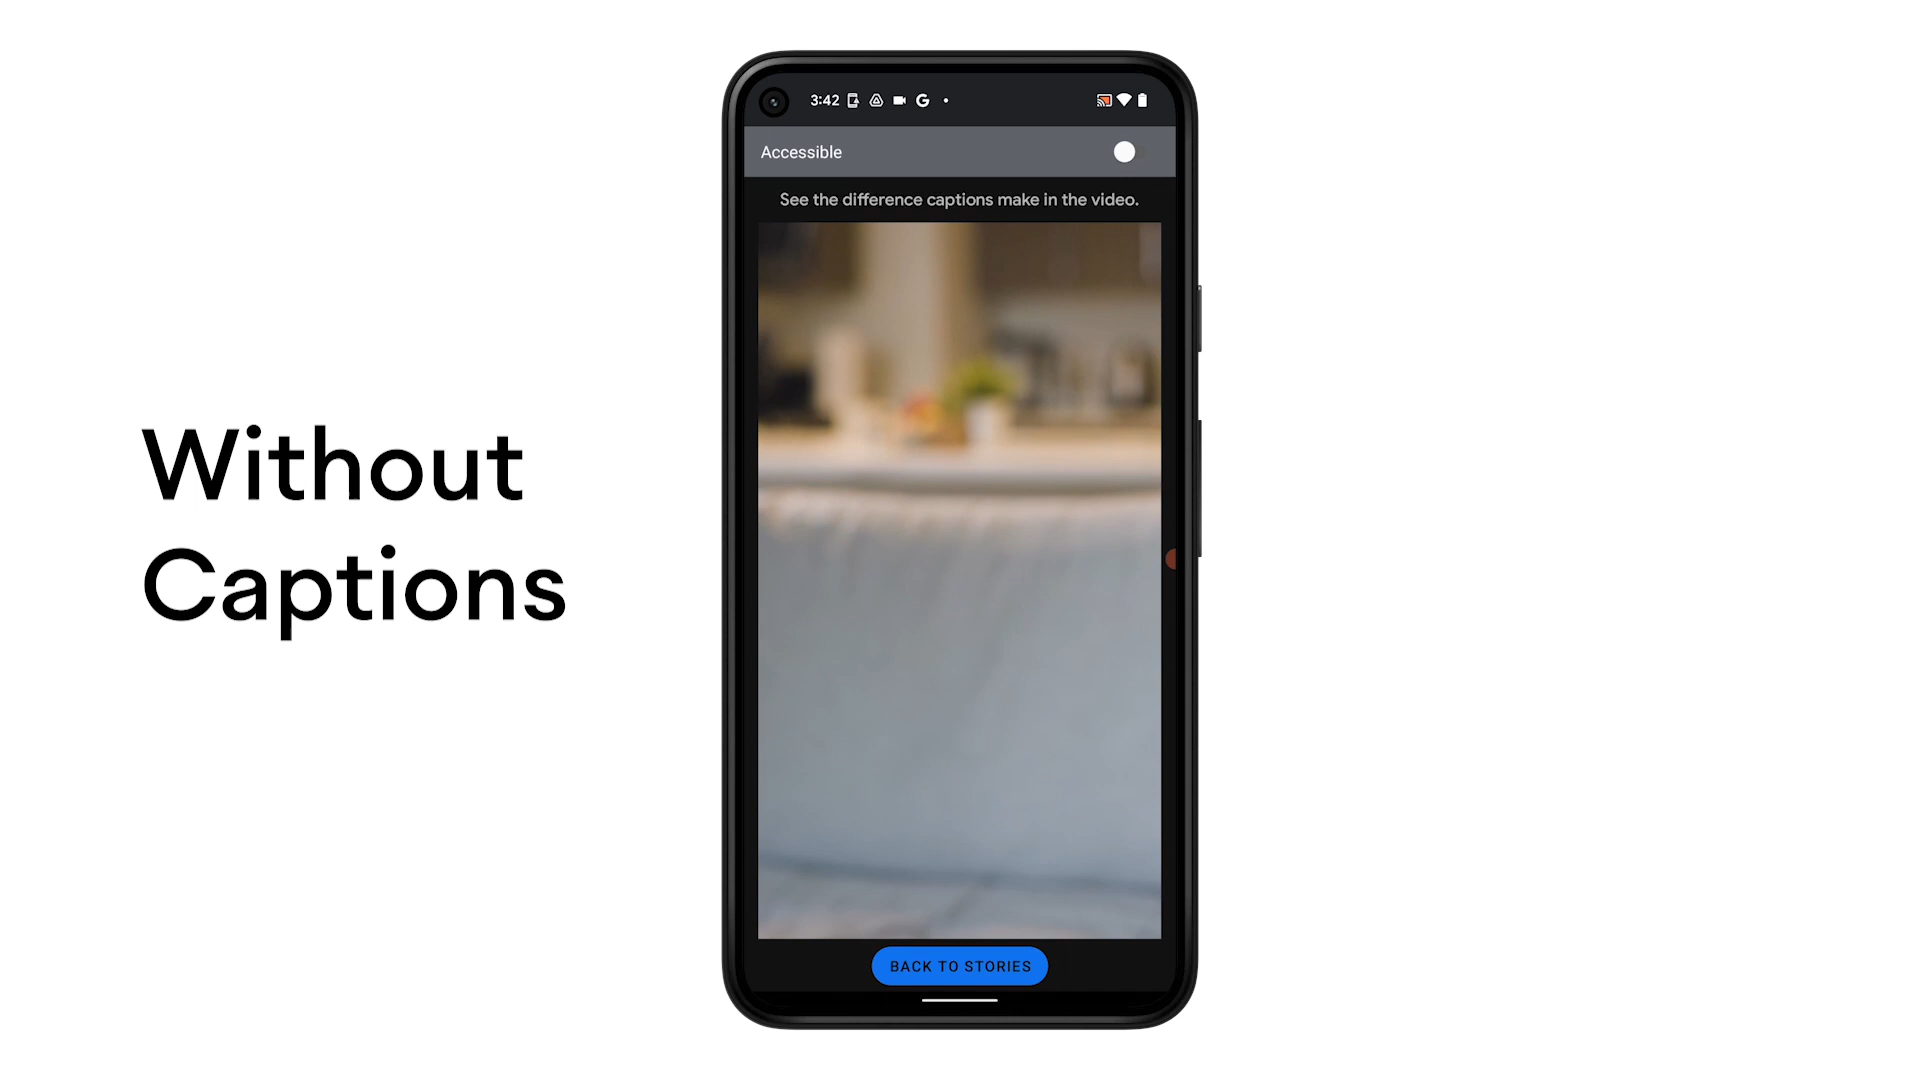 Without
Captions
3:42
Accessible
See the difference captions make in the video.
BACK TO STORIES